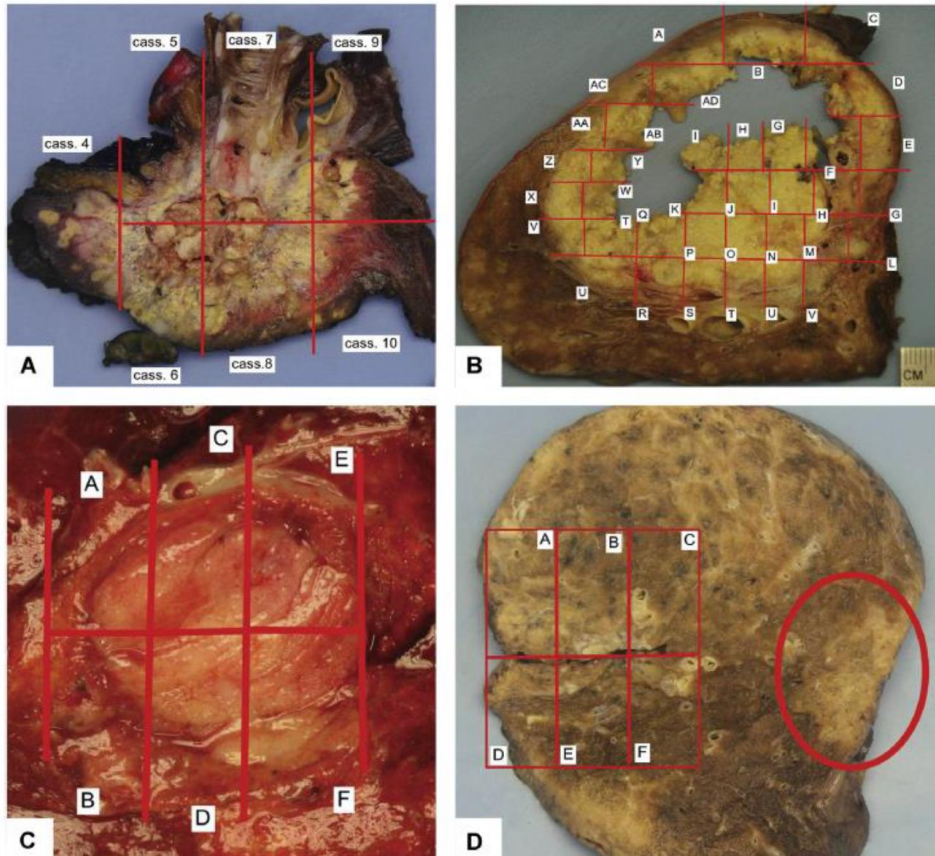 cass. 5
cass. 7
cass. 9
cass. 4
cass. 10
cass.8
cass. 6
A
A
C
B
D
AC
AD
AA
AB
I
H
G
E
Z
Y
F
X
W
V
T
Q
K
J
I
H
G
P
O
N
M
L
U
R
S
T
U
V
CM
B
C
A
E
B
D
F
C
A
B
C
D
E
F
D